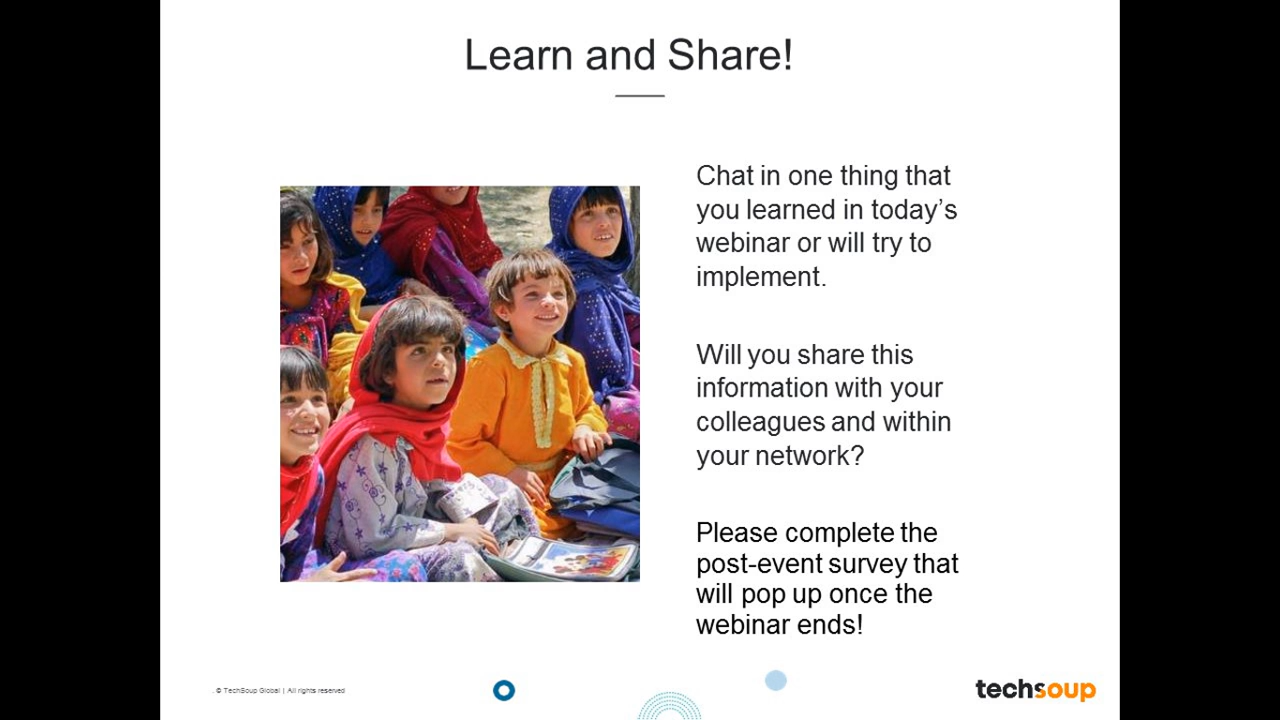 Learn and Share!
Chat in one thing that
you learned in today’s
webinar or will try to
implement.
Will you share this
information with your
colleagues and within
your network?
Please complete the
post-event survey that
will pop up once the
webinar ends!
. © TechSoup Global | All rights reserved
techsoup